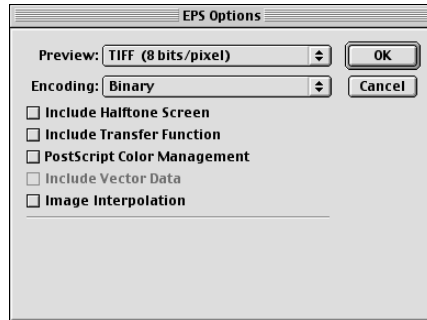 EPS Options
Preview: TIFF (8 bits/pixel) OK
Encoding: Binary Cancel
Include Halftone Screen
Include Transfer Function
PostScript Color Management
Include Vector Data
Image Interpolation